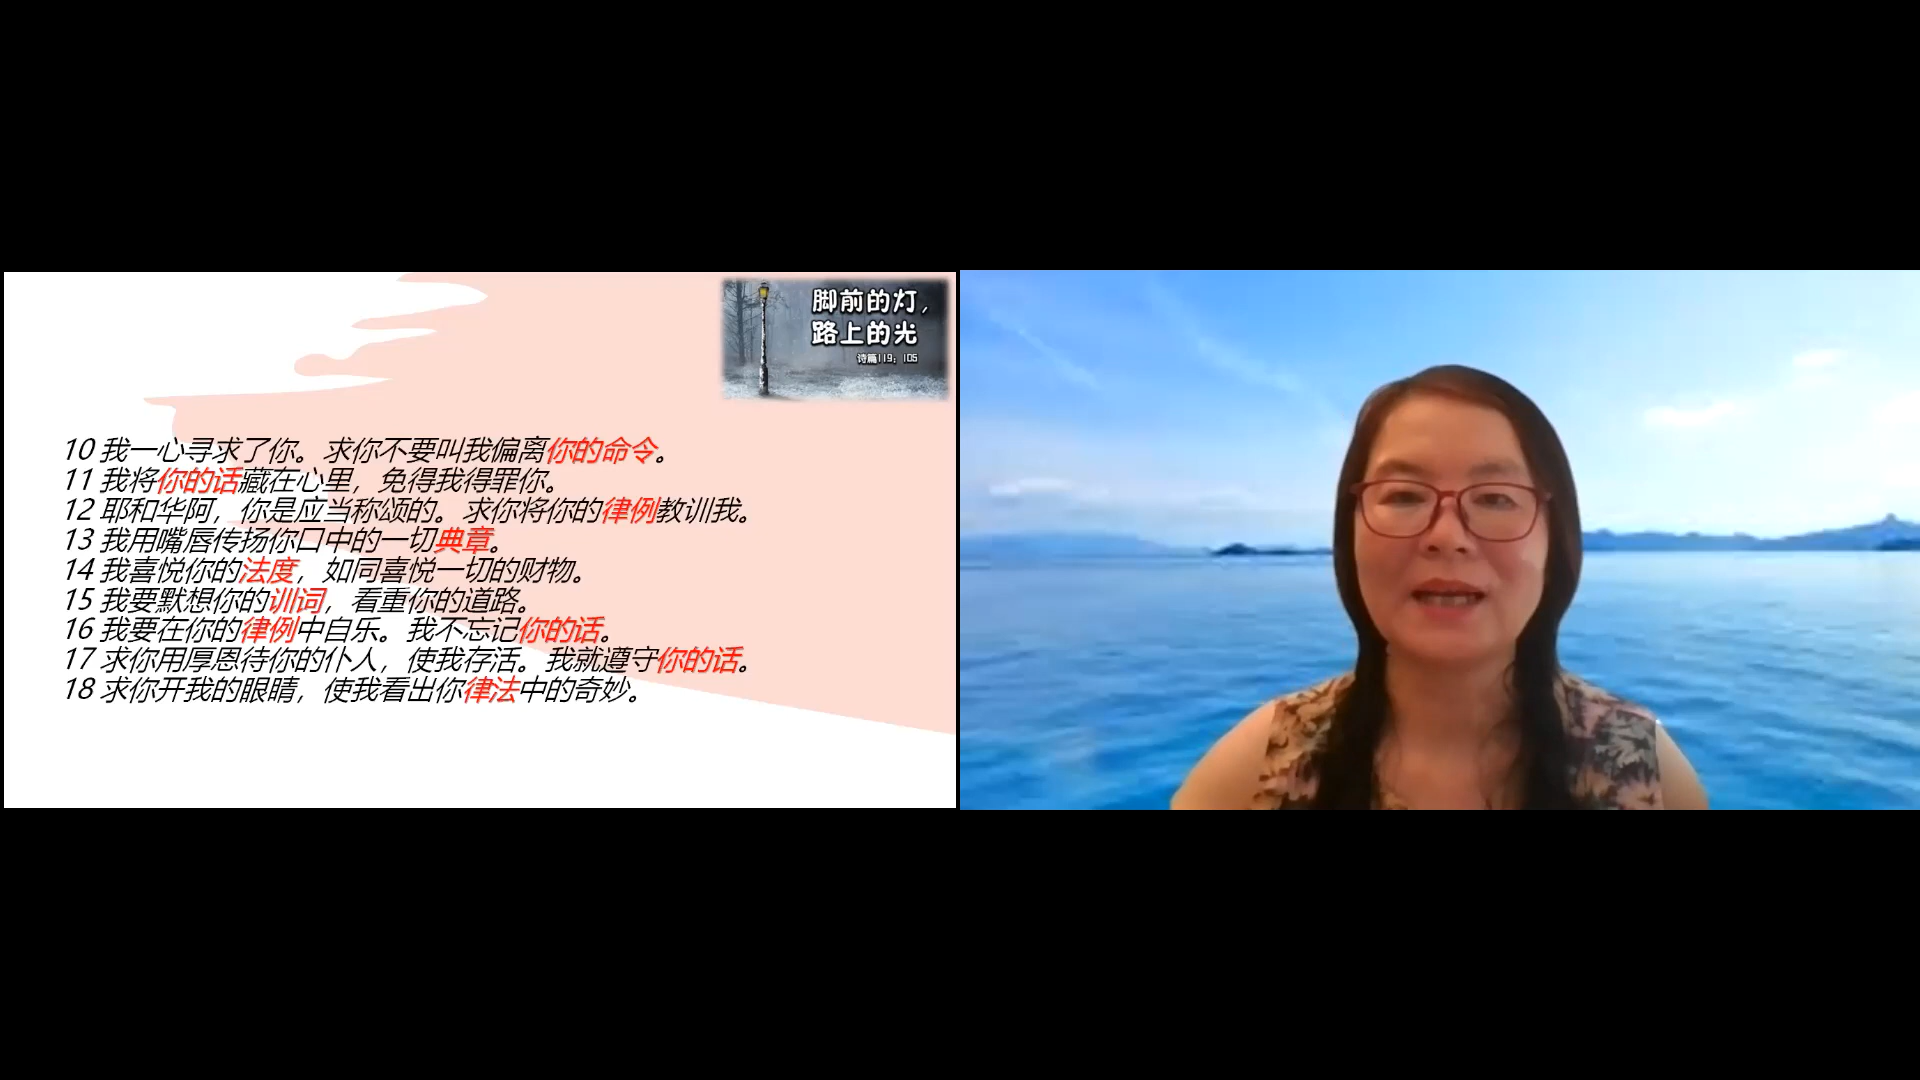 脚前的灯，
路上的光
诗篇119：105
10 我一心寻求了你。求你不要叫我偏离你的命令。
11 我将你的话藏在心里，免得我得罪你。
12 耶和华阿，你是应当称颂的。求你将你的律例教训我。
13 我用嘴唇传扬你口中的一切典章。
14 我喜悦你的法度，如同喜悦一切的财物。
15 我要默想你的训词，看重你的道路。
16 我要在你的律例中自乐。我不忘记你的话。
17 求你用厚恩待你的仆人，使我存活。我就遵守你的话。
18 求你开我的眼睛，使我看出你律法中的奇妙。